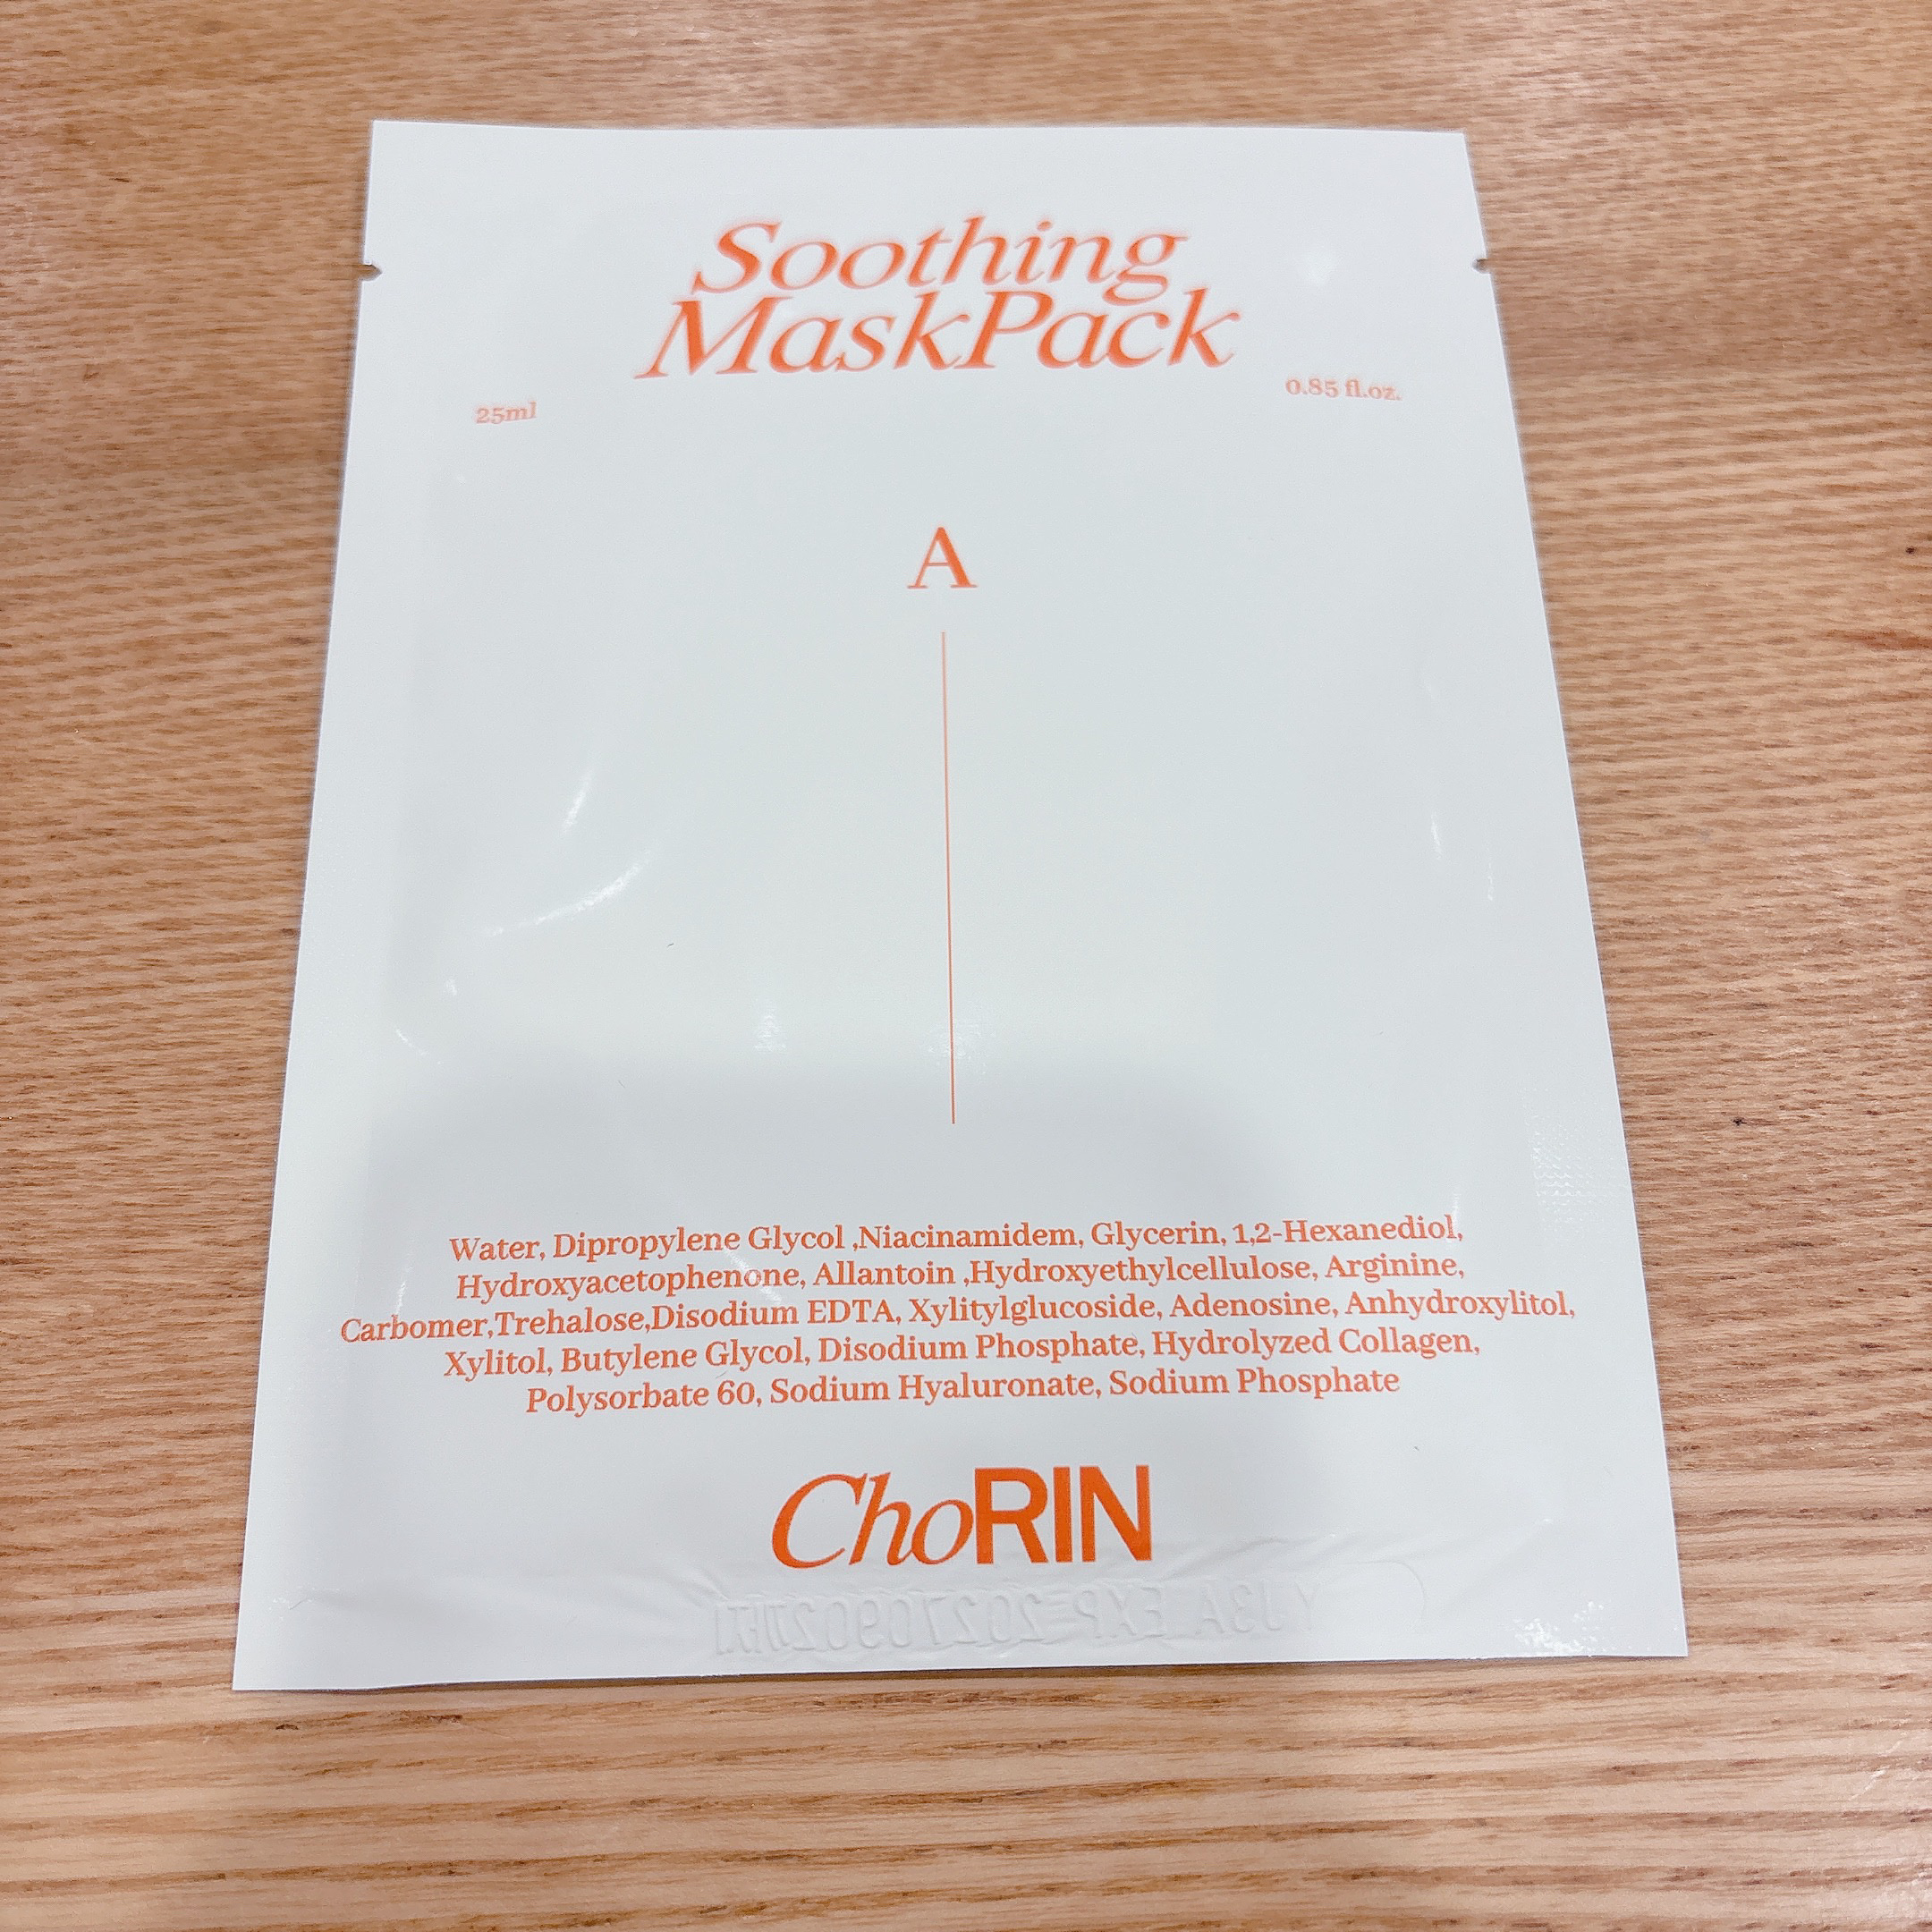 Soothing
MaskPack
25ml
0.85 fl.oz.
A
Water, Dipropylene Glycol ,Niacinamidem, Glycerin, 1,2-Hexanediol,
Hydroxyacetophenone, Allantoin ,Hydroxyethylcellulose, Arginine,
Carbomer,Trehalose,Disodium EDTA, Xylitylglucoside, Adenosine, Anhydroxylitol,
Xylitol, Butylene Glycol, Disodium Phosphate, Hydrolyzed Collagen,
Polysorbate 60, Sodium Hyaluronate, Sodium Phosphate
ChoRIN
EXP 20270902